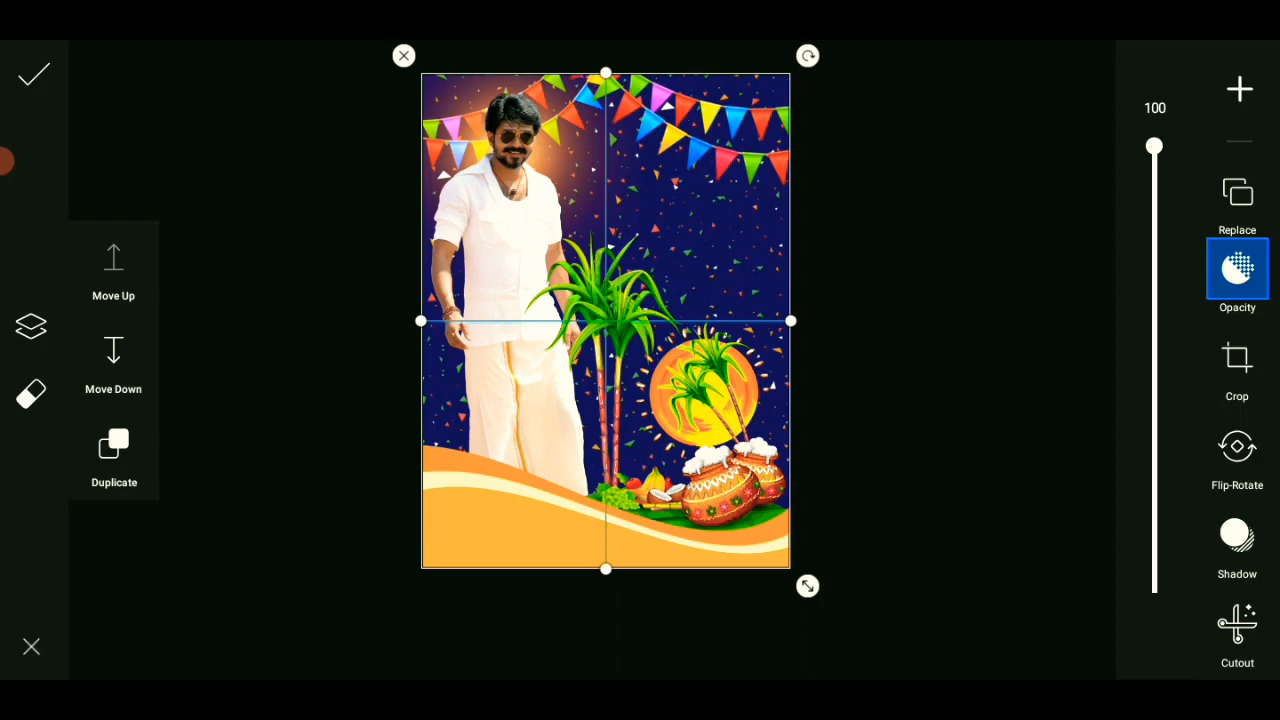 100
Replace
Opacity
Crop
Flip-Rotate
Shadow
Cutout
Move Up
Move Down
Duplicate